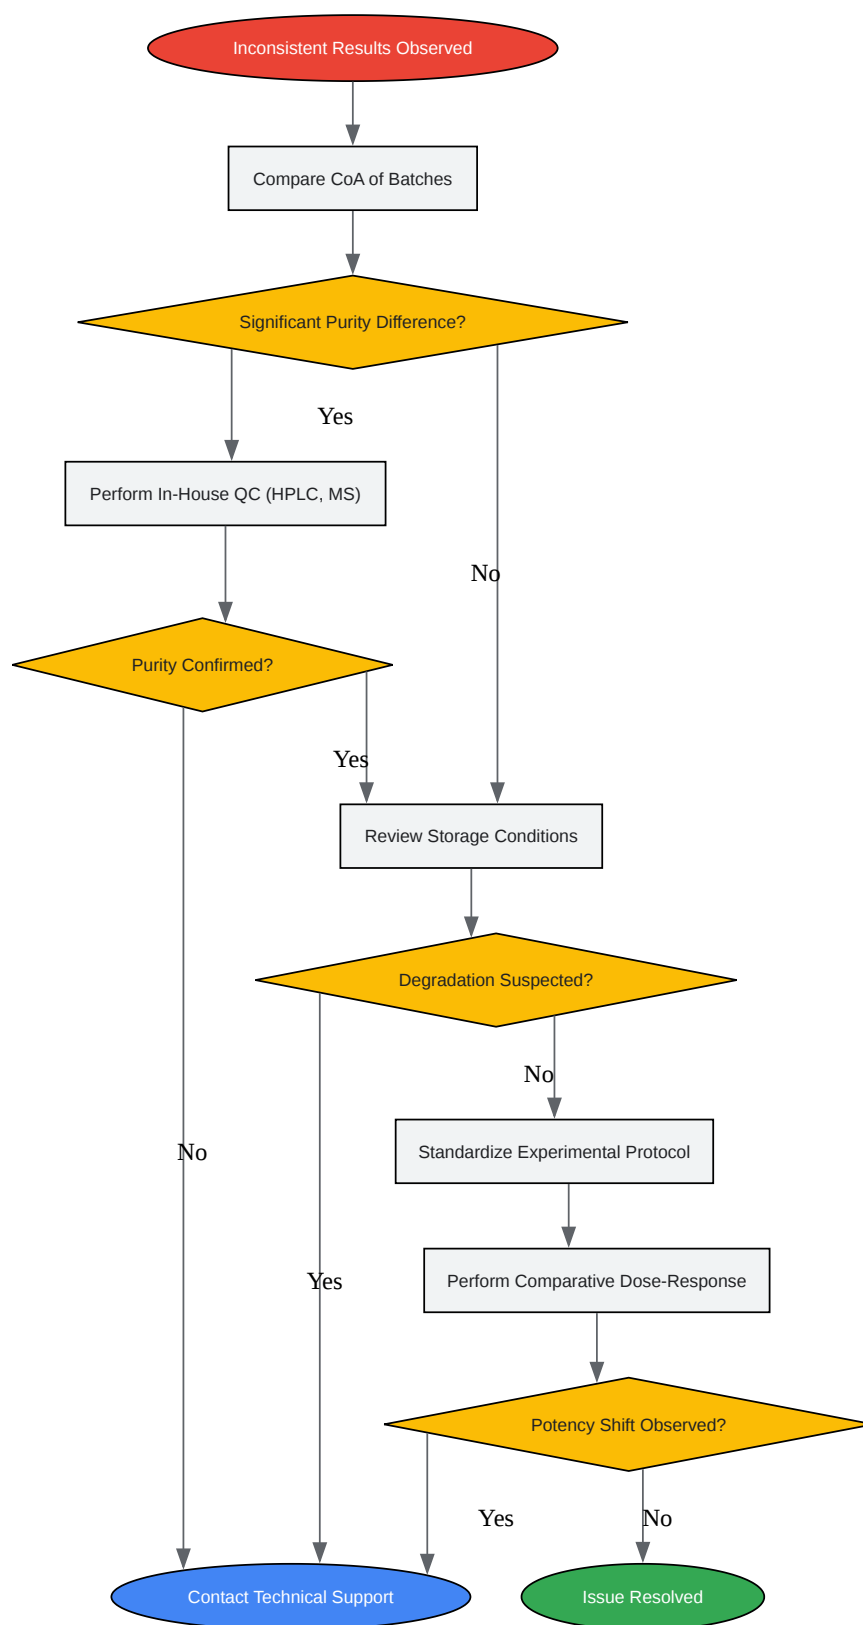 Inconsistent Results Observed
Compare CoA of Batches
Significant Purity Difference?
Yes
Perform In-House QC (HPLC, MS)
No
Purity Confirmed?
Yes
Review Storage Conditions
Degradation Suspected?
No
Standardize Experimental Protocol
No
Yes
Perform Comparative Dose-Response
Potency Shift Observed?
Yes
No
Contact Technical Support
Issue Resolved